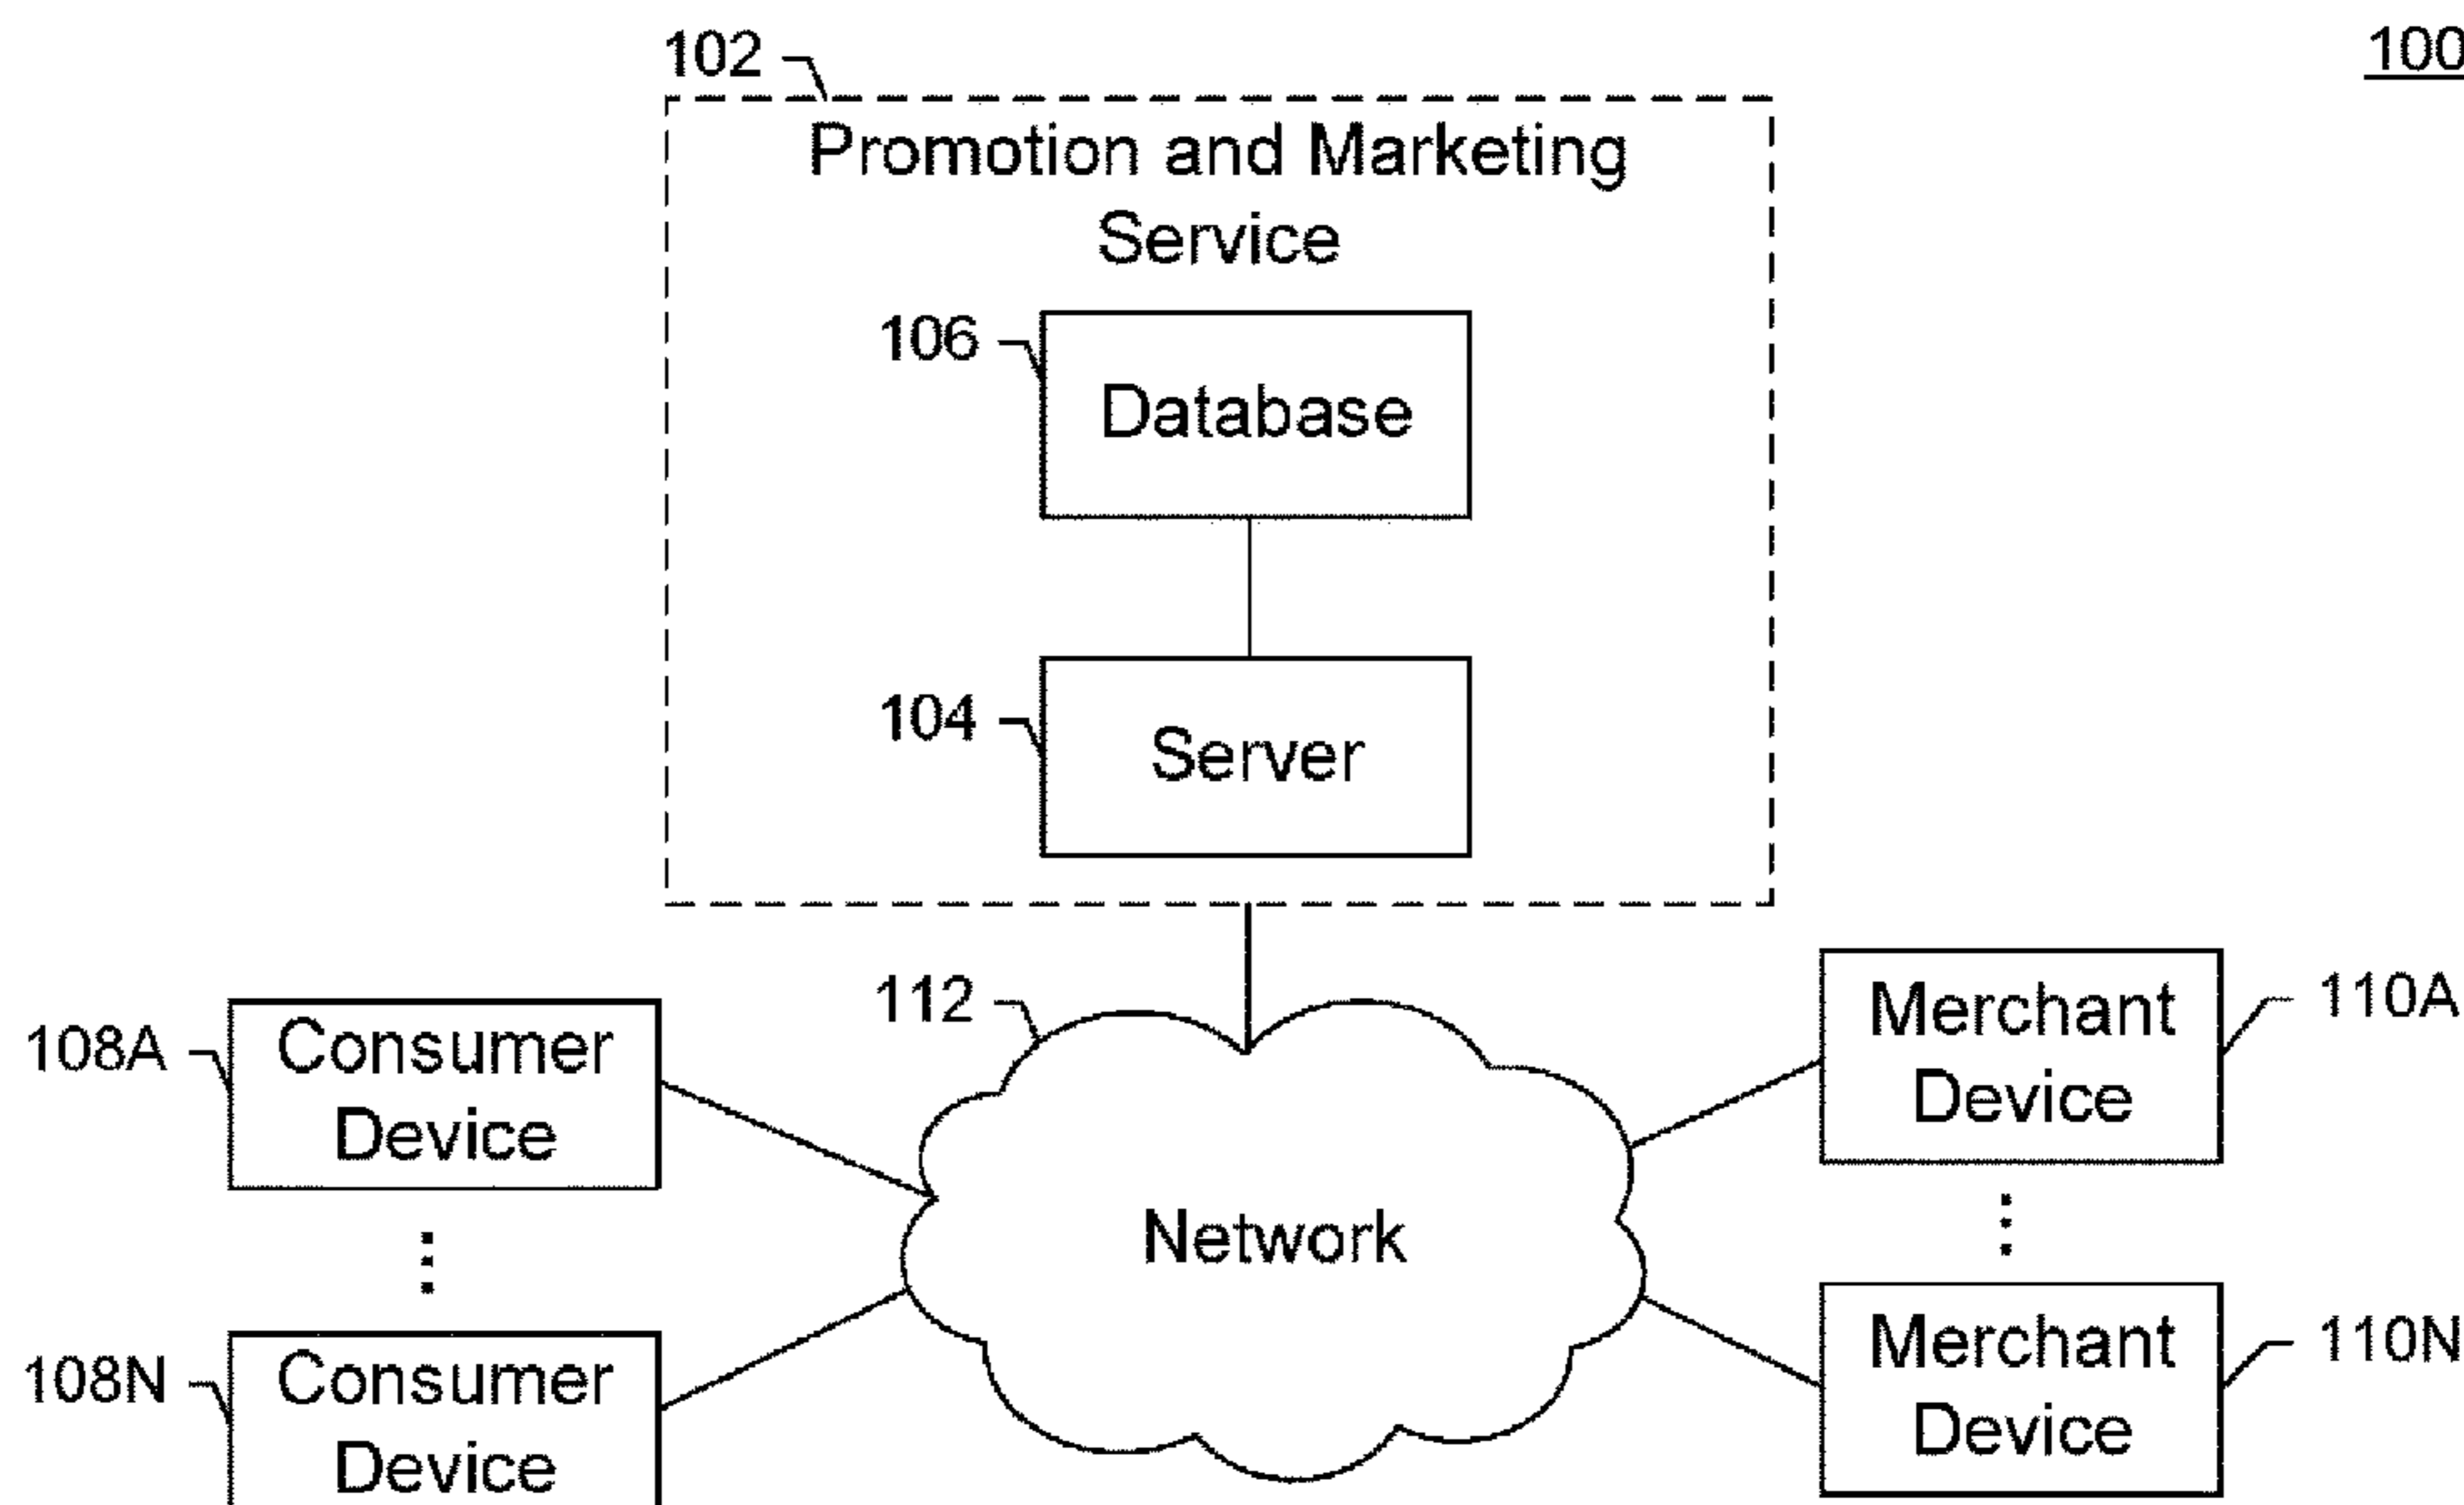 102
100
Promotion and Marketing
Service
106
Database
104
Server
112
108A
Consumer
Device
Merchant
Device
110A
Network
108N
Consumer
Device
Merchant
Device
110N